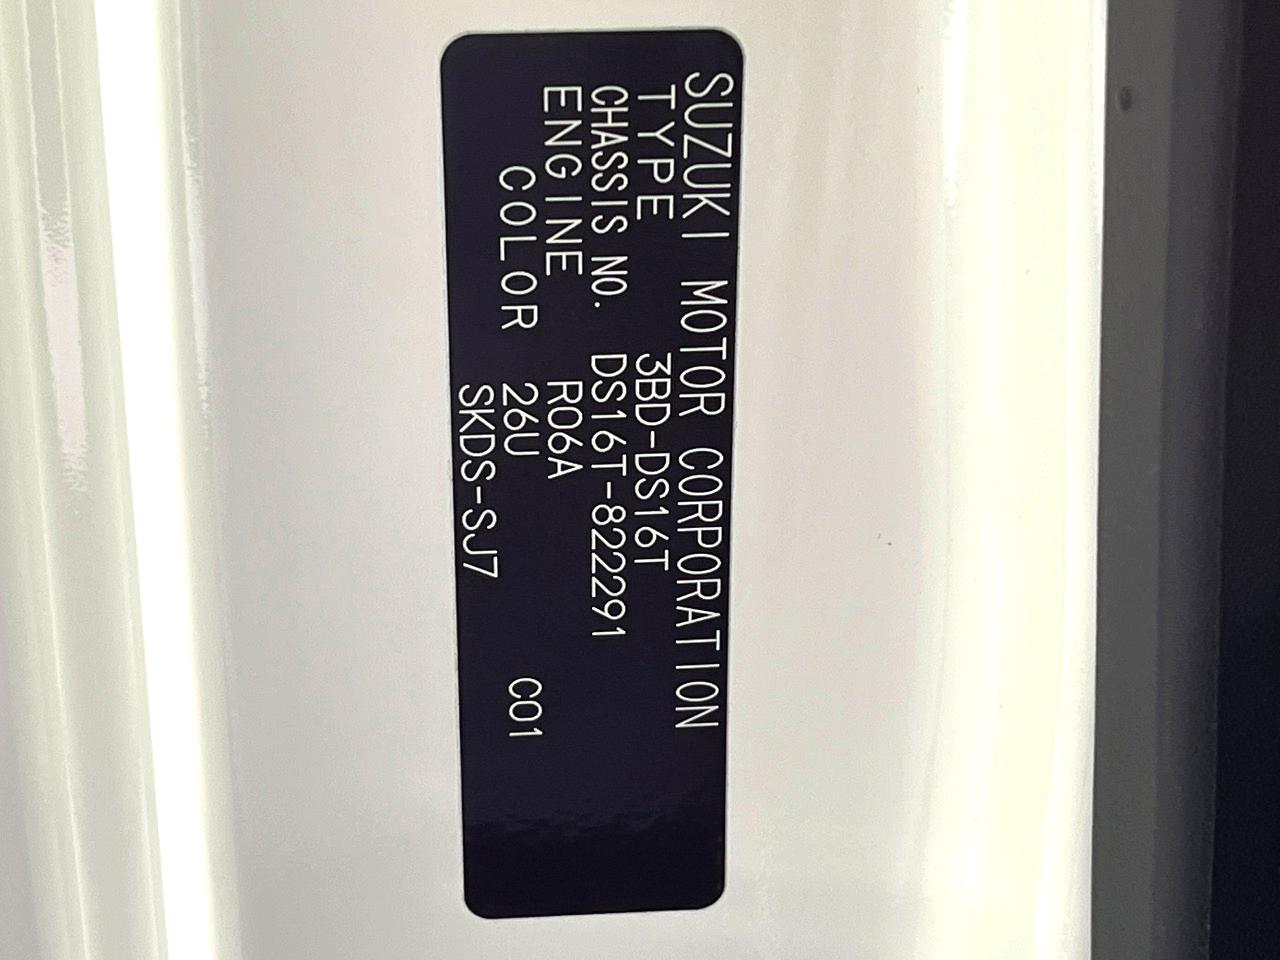 SUZUKI MOTOR CORPORATION
TYPE 3BD-DS16T
CHASSIS NO. DS16T-822291
ENGINE R06A
COLOR 26U C01
SKDS-SJ7